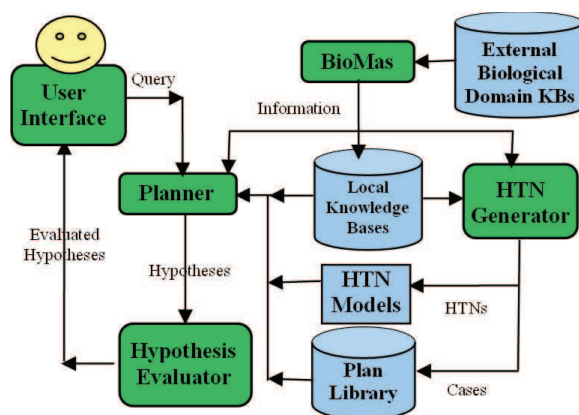 User
Interface
Query
BioMas
External
Biological
Domain KBs
Information
Planner
Local
Knowledge
Bases
HTN
Generator
Evaluated
Hypotheses
Hypotheses
HTN
Models
HTNs
Hypothesis
Evaluator
Plan
Library
Cases